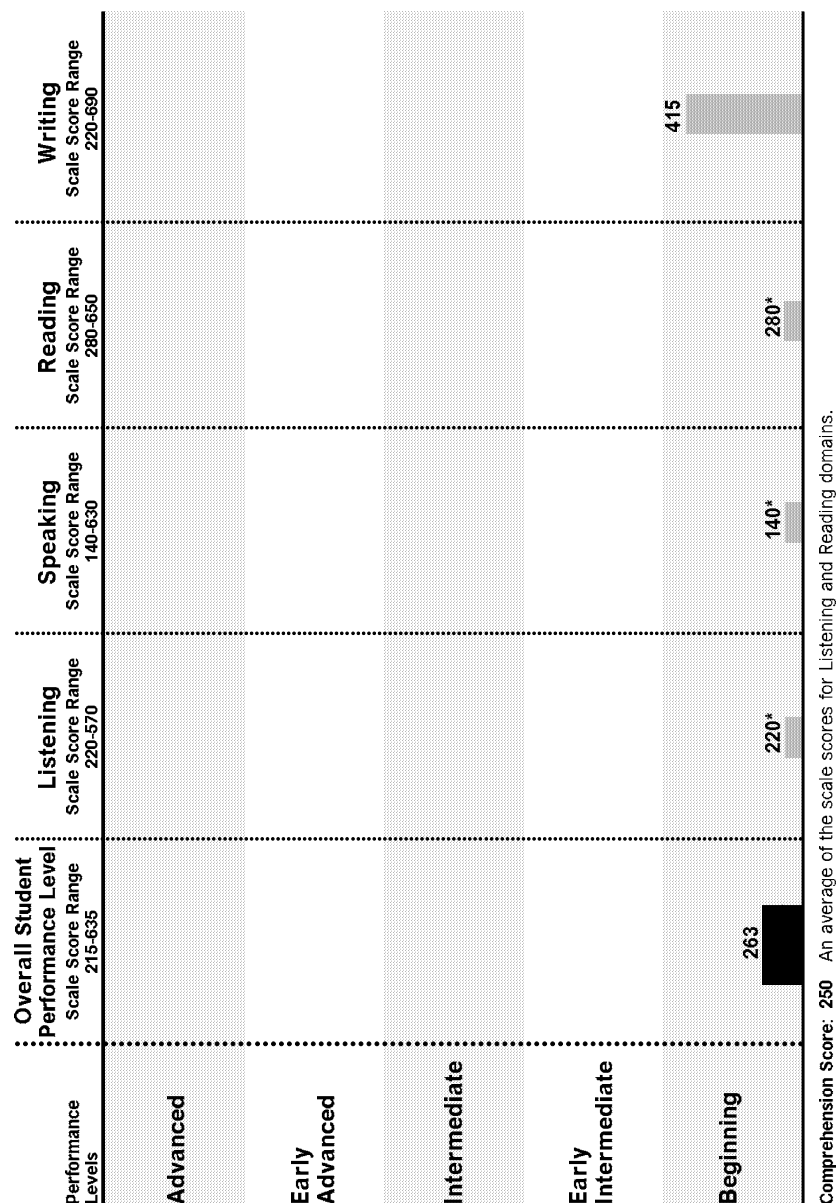 Performance
Levels
Overall Student
Performance Level
Scale Score Range
215-635
Listening
Scale Score Range
220-570
Speaking
Scale Score Range
140-630
Reading
Scale Score Range
280-650
Writing
Scale Score Range
220-690
Advanced
Early
Advanced
Intermediate
Early
Intermediate
Beginning
263
220*
140*
280*
415
Comprehension Score: 250 An average of the scale scores for Listening and Reading domains.